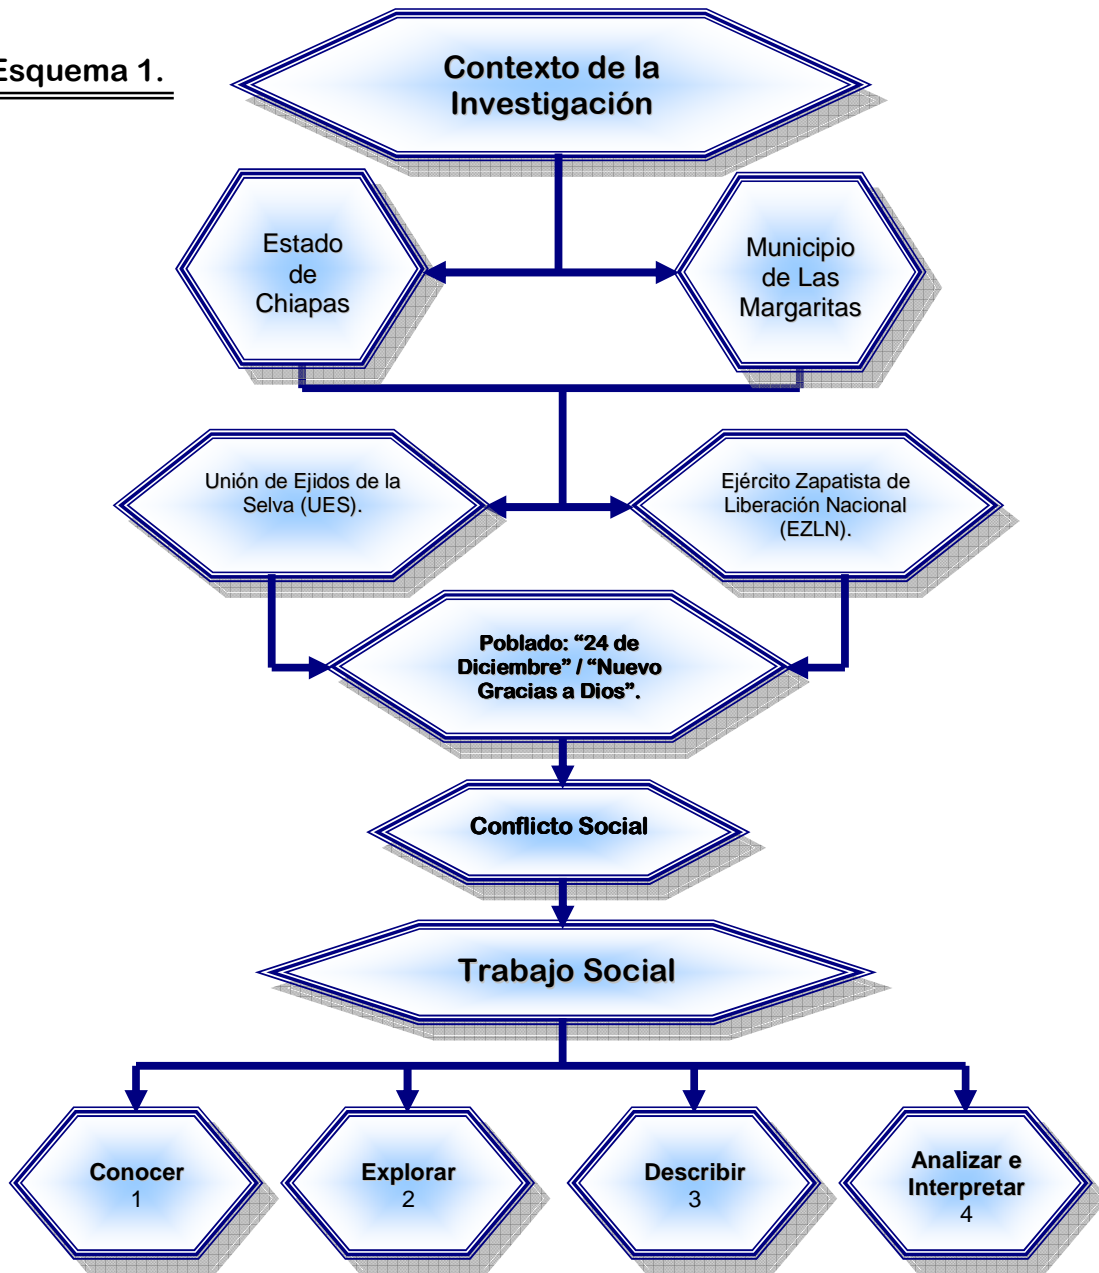 Esquema 1.
Contexto de la
Investigación
Estado
de
Chiapas
Municipio
de Las
Margaritas
Unión de Ejidos de la
Selva (UES).
Ejército Zapatista de
Liberación Nacional
(EZLN).
Poblado: “24 de
Diciembre” / “Nuevo
Gracias a Dios”.
Conflicto Social
Trabajo Social
Conocer
1
Explorar
2
Describir
3
Analizar e
Interpretar
4